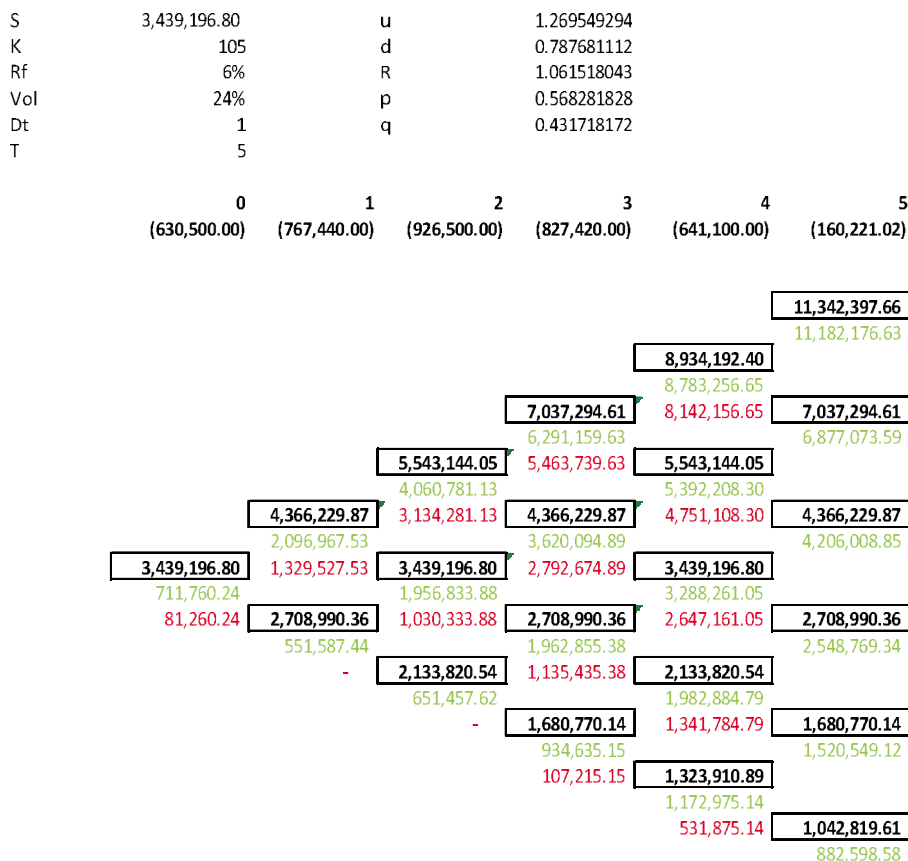 S 3,439,196.80 u 1.269549294
K 105 d 0.787681112
Rf 6% R 1.061518043
Vol 24% p 0.568281828
Dt 1 q 0.431718172
T 5
0 1 2 3 4 5
(630,500.00) (767,440.00) (926,500.00) (827,420.00) (641,100.00) (160,221.02)
11,342,397.66
11,182,176.63
8,934,192.40
8,783,256.65
7,037,294.61 8,142,156.65 7,037,294.61
6,291,159.63 6,877,073.59
5,543,144.05 5,463,739.63 5,543,144.05
4,060,781.13 5,392,208.30
4,366,229.87 3,134,281.13 4,366,229.87 4,751,108.30 4,366,229.87
2,096,967.53 3,620,094.89 4,206,008.85
3,439,196.80 1,329,527.53 3,439,196.80 2,792,674.89 3,439,196.80
711,760.24 1,956,833.88 3,288,261.05
81,260.24 2,708,990.36 1,030,333.88 2,708,990.36 2,647,161.05 2,708,990.36
551,587.44 1,962,855.38 2,548,769.34
- 2,133,820.54 1,135,435.38 2,133,820.54
651,457.62 1,982,884.79
- 1,680,770.14 1,341,784.79 1,680,770.14
934,635.15 1,520,549.12
107,215.15 1,323,910.89
1,172,975.14
531,875.14 1,042,819.61
882,598.58